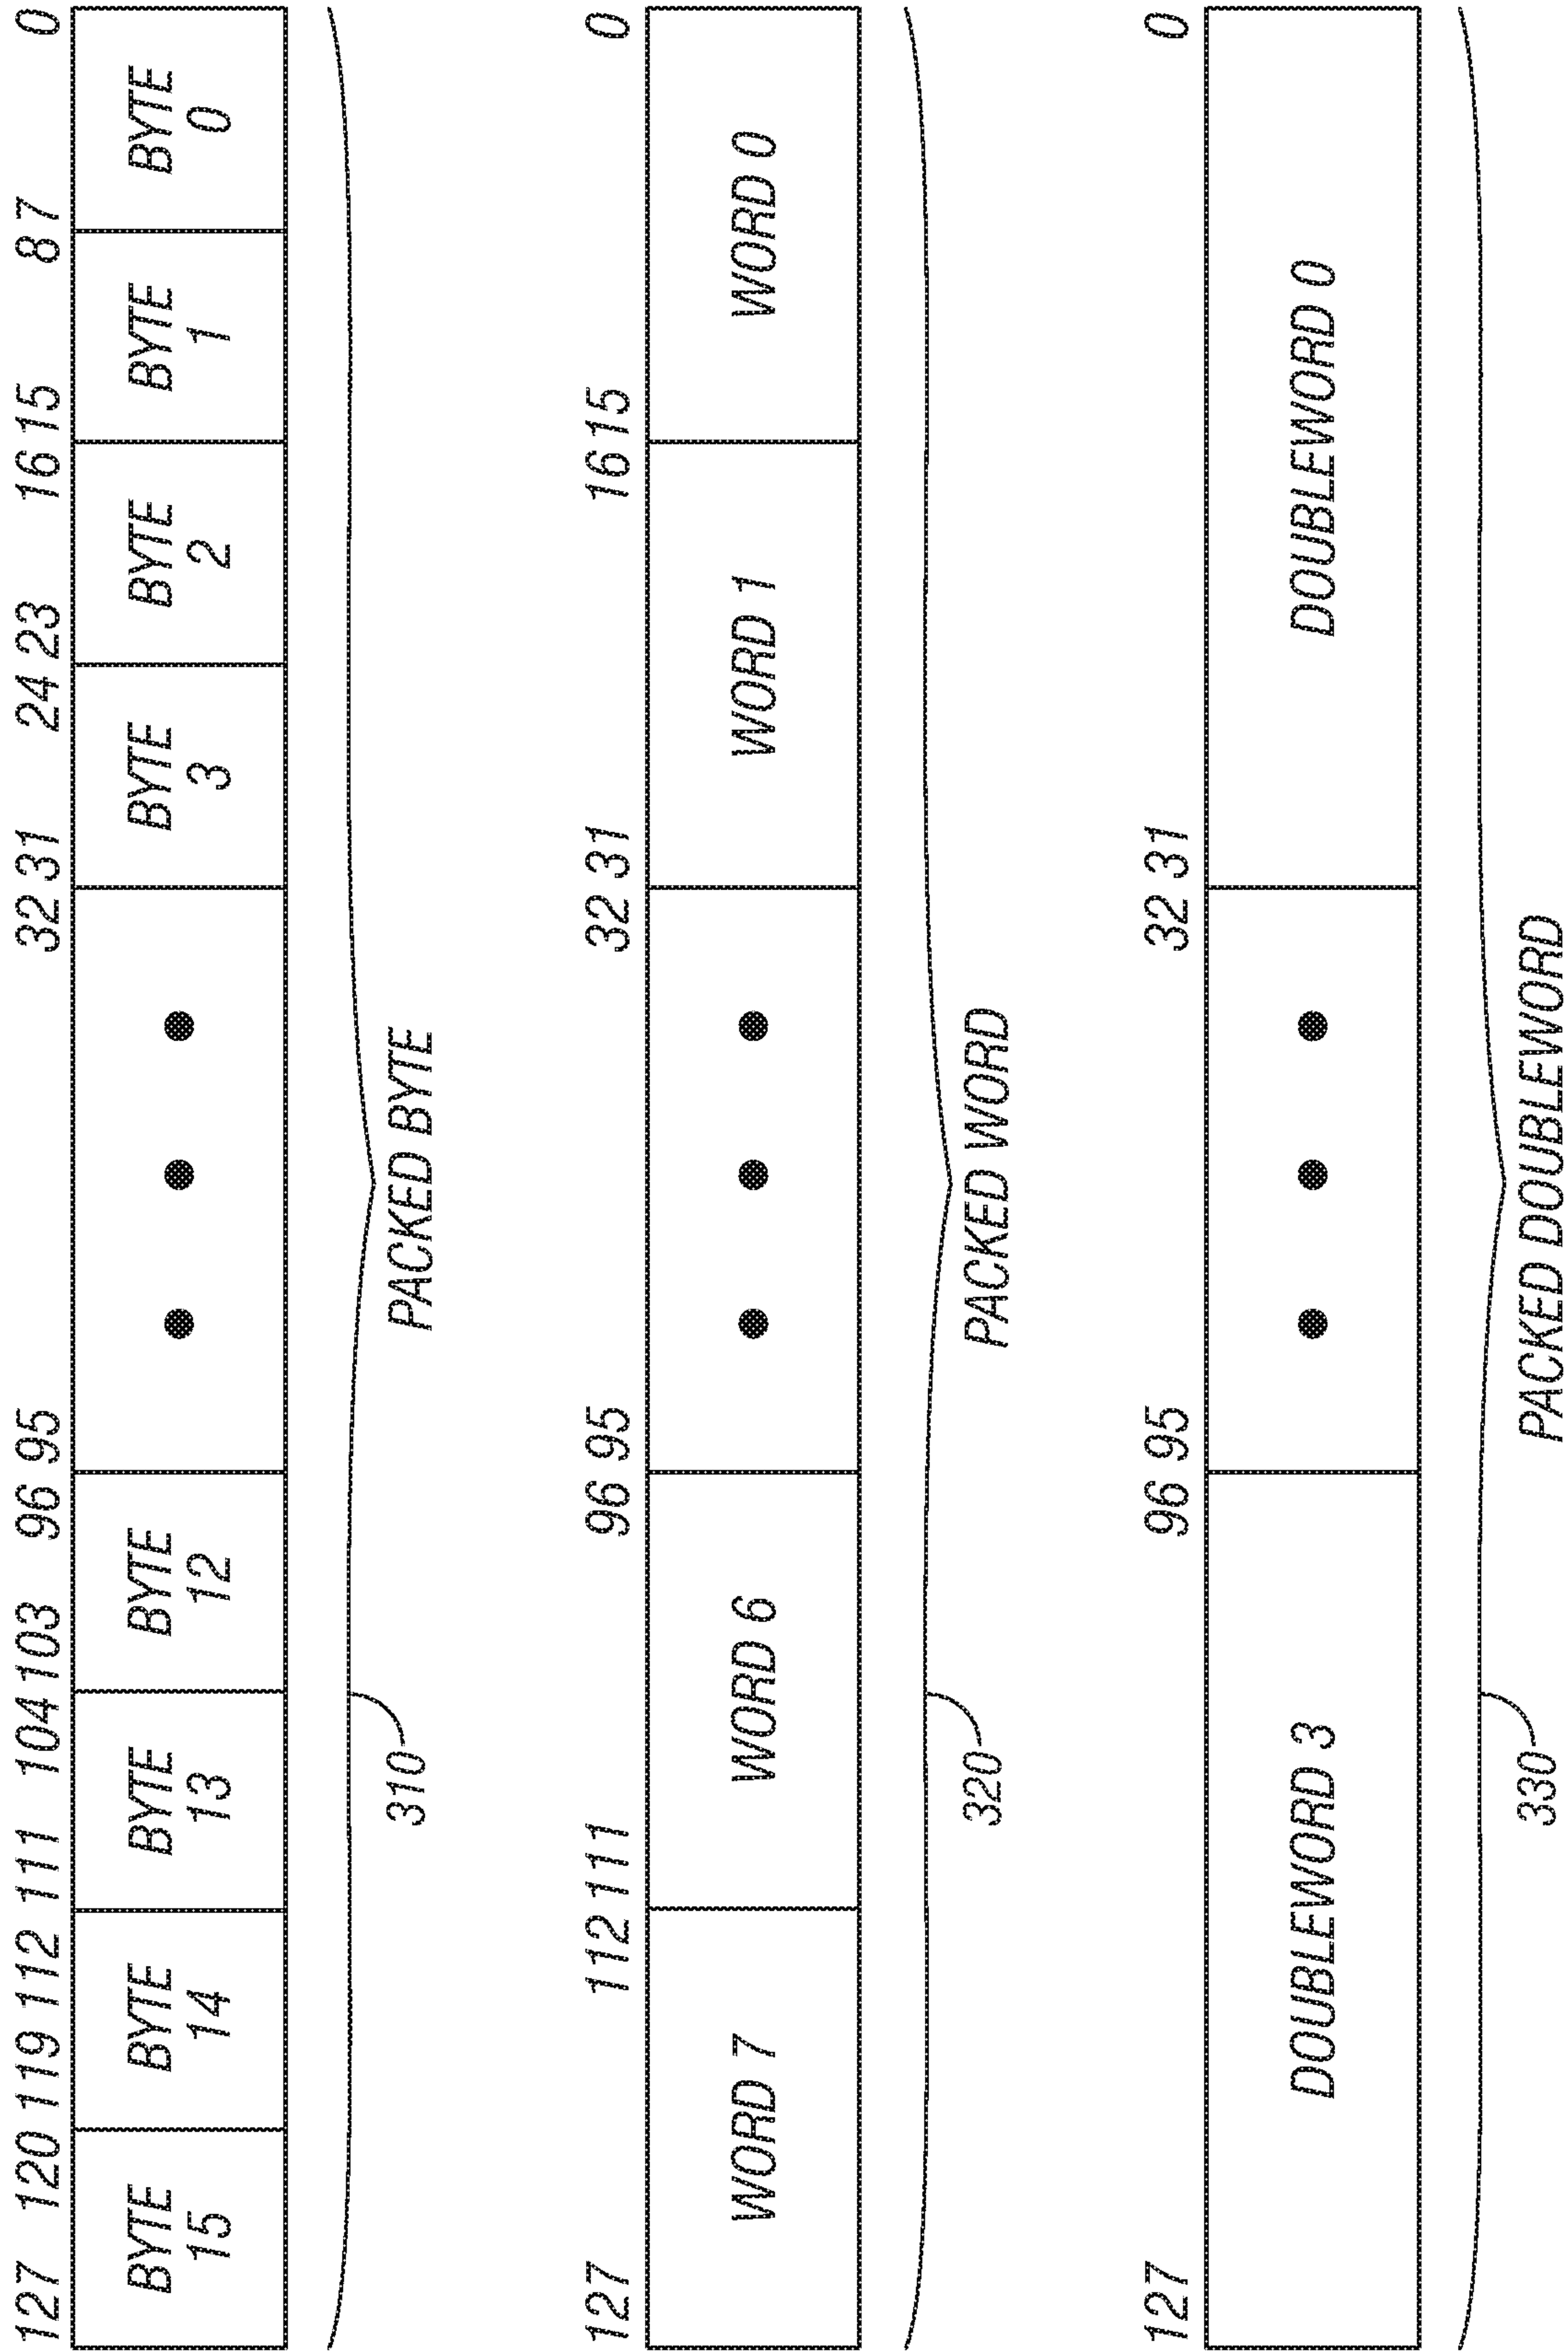 127 120 119 112 111 104 103 96 95 32 31 24 23 16 15 8 7 0
BYTE BYTE BYTE BYTE BYTE BYTE BYTE BYTE
15 14 13 12 3 2 1 0
310
PACKED BYTE
127 112 111 96 95 32 31 16 15 0
WORD 7 WORD 6 WORD 1 WORD 0
320
PACKED WORD
127 96 95 32 31 0
DOUBLEWORD 3 DOUBLEWORD 0
330
PACKED DOUBLEWORD